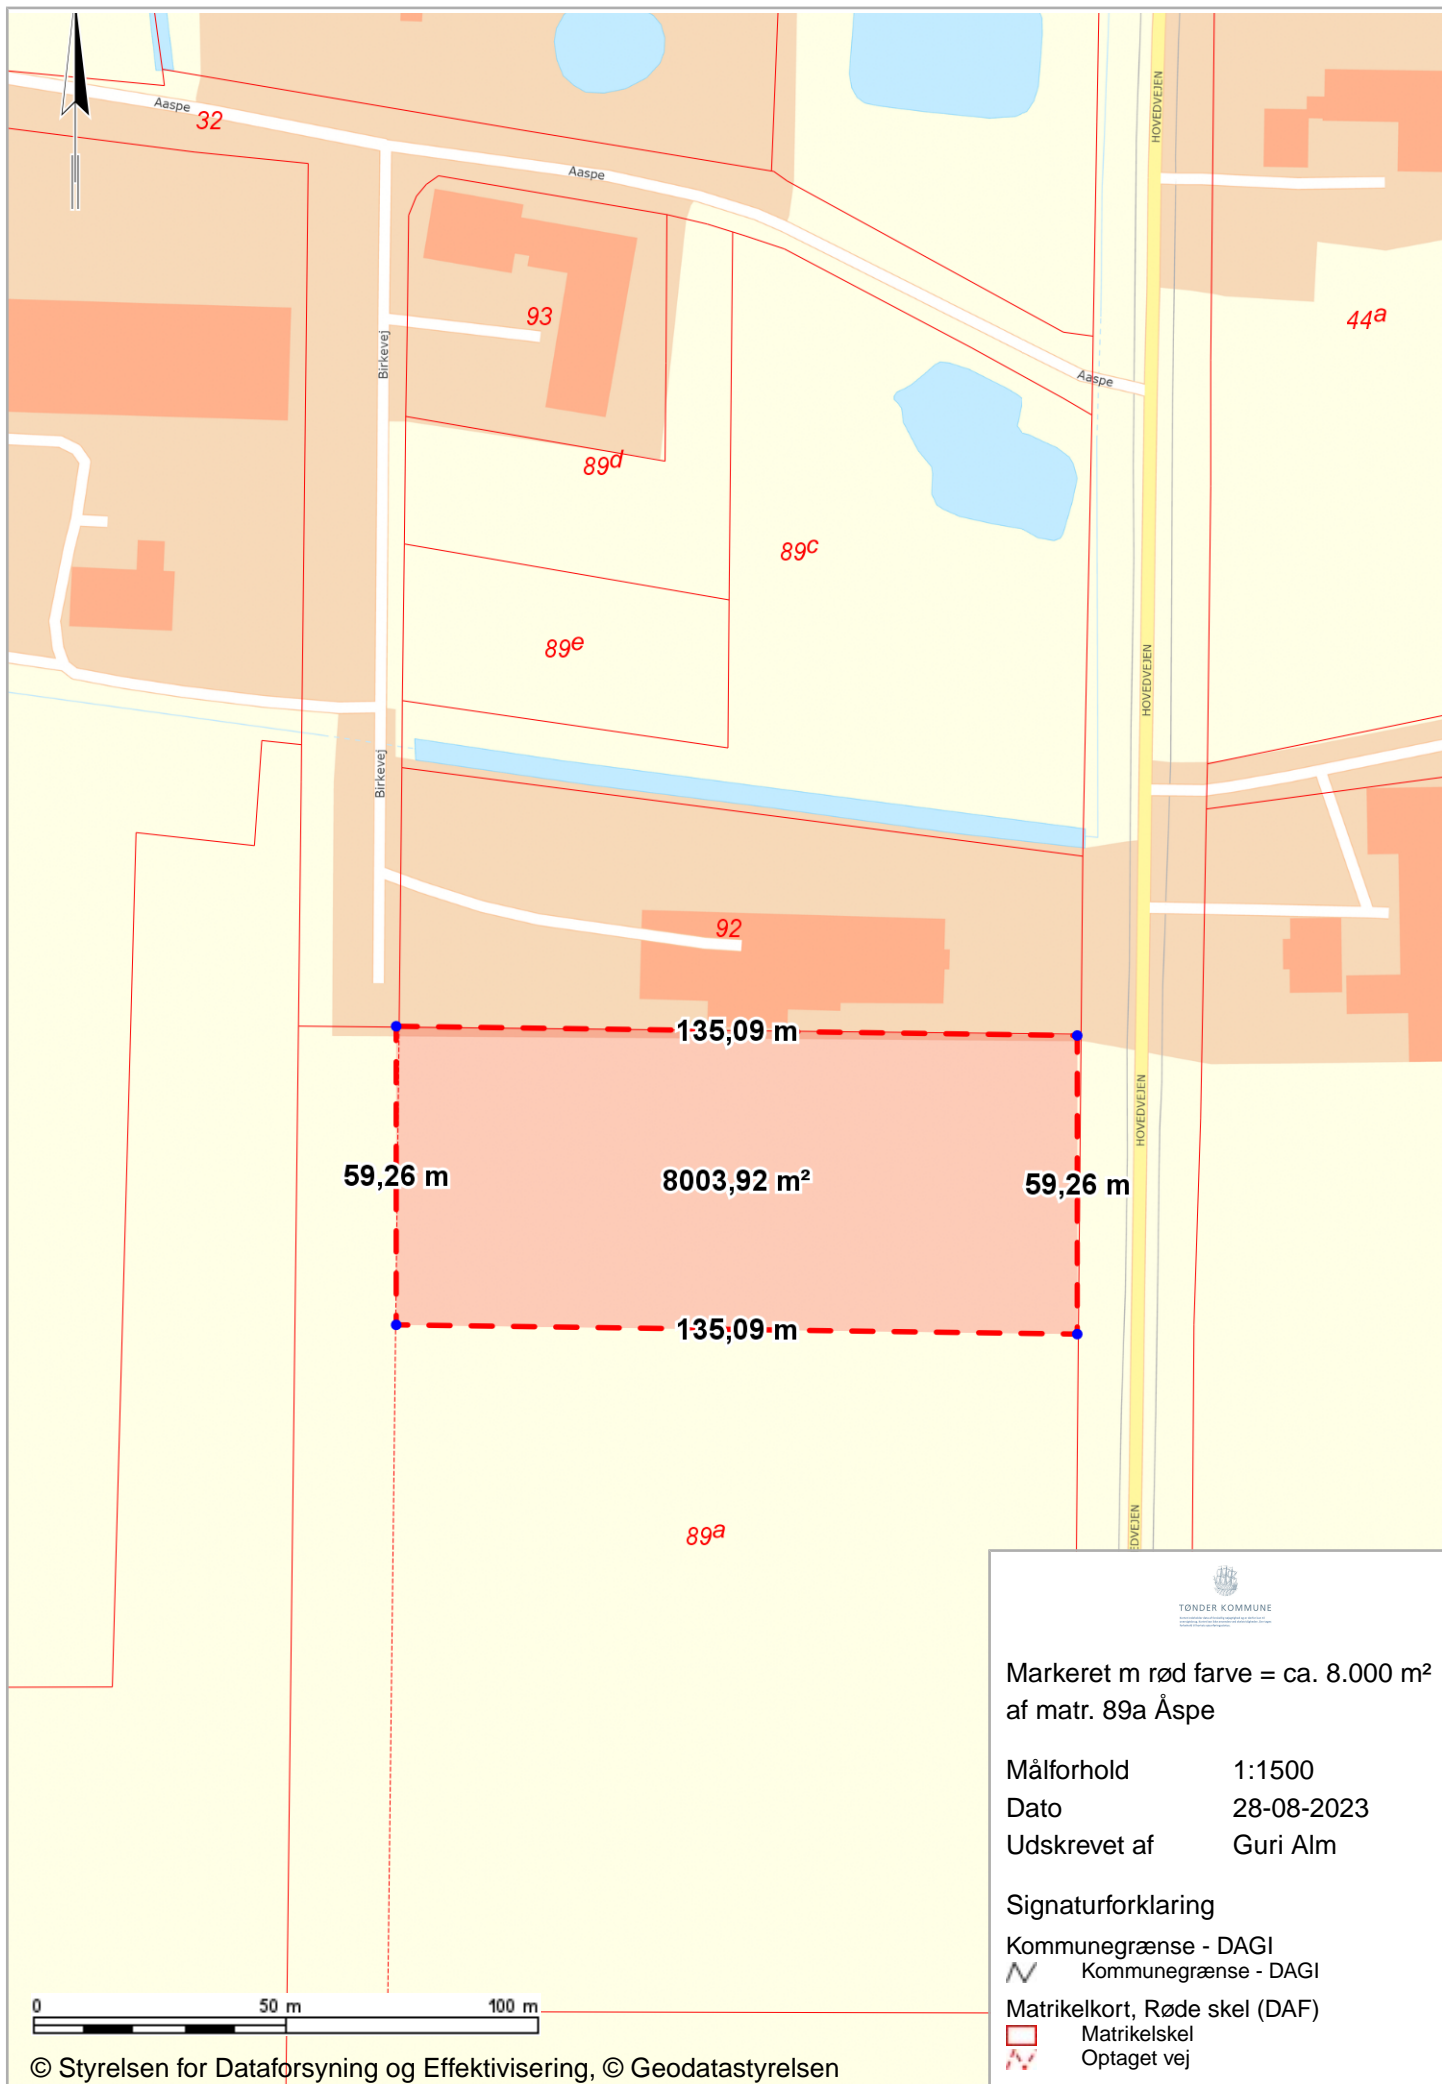 Aaspe
32
Aaspe
HOVEDVEJEN
93
44a
Birkevej
Aaspe
89d
89c
89e
HOVEDVEJEN
Birkevej
92
135,09 m
HOVEDVEJEN
59,26 m
8003,92 m²
59,26 m
135,09 m
89a
EDVEJEN
TØNDER KOMMUNE
Markeret m rød farve = ca. 8.000 m²
af matr. 89a Åspe
Målforhold 1:1500
Dato 28-08-2023
Udskrevet af Guri Alm
Signaturforklaring
Kommunegrænse - DAGI
Kommunegrænse - DAGI
Matrikelkort, Røde skel (DAF)
Matrikelskel
Optaget vej
0 50 m 100 m
© Styrelsen for Dataforsyning og Effektivisering, © Geodatastyrelsen